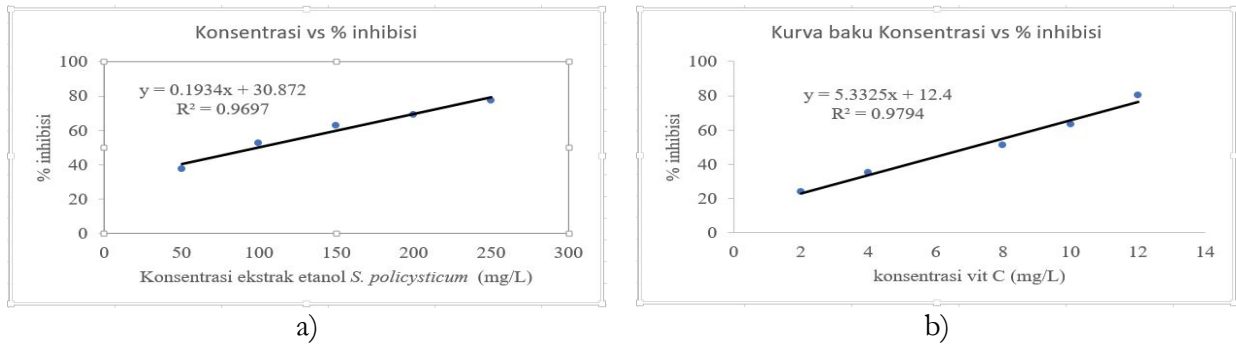 Konsentrasi vs % inhibisi
y = 0.1934x + 30.872
R² = 0.9697
% inhibisi
100
80
60
40
20
0
0 50 100 150 200 250 300
Konsentrasi ekstrak etanol S. policysticum (mg/L)
a)
Kurva baku Konsentrasi vs % inhibisi
y = 5.3325x + 12.4
R² = 0.9794
% inhibisi
100
80
60
40
20
0
0 2 4 6 8 10 12 14
konsentrasi vit C (mg/L)
b)